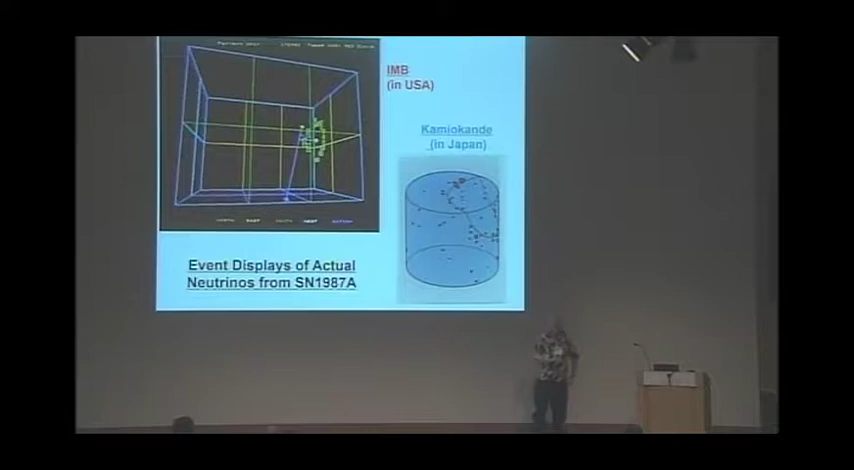 IMB
(in USA)
Kamiokande
(in Japan)
Event Displays of Actual
Neutrinos from SN1987A